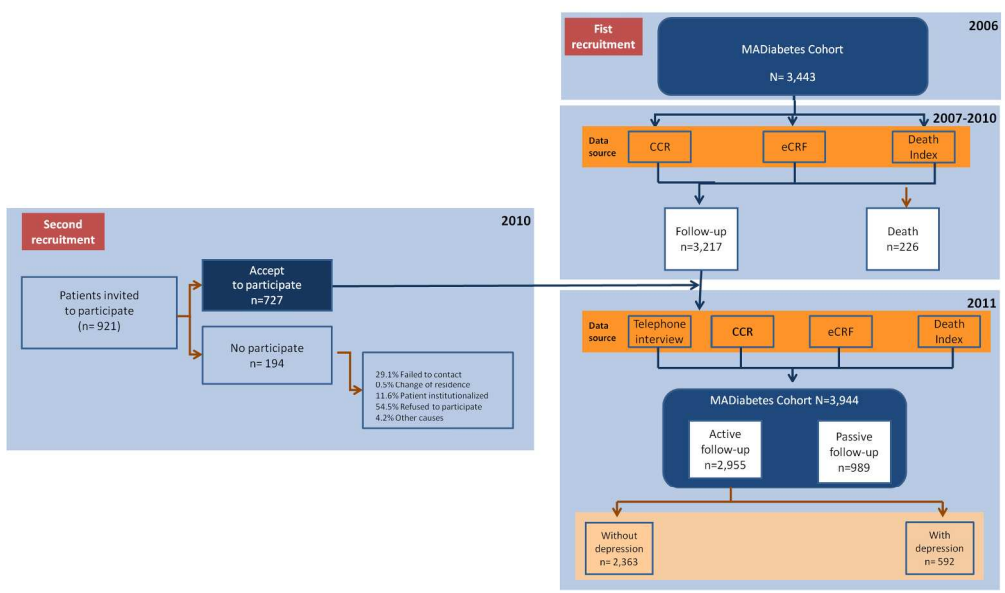 Fist
recruitment
2006
MADiabetes Cohort
N= 3,443
2007-2010
Data
source
CCR
eCRF
Death
Index
Follow-up
n=3,217
Death
n=226
Second
recruitment
2010
Patients invited
to participate
(n= 921)
Accept
to participate
n=727
No participate
n= 194
29.1% Failed to contact
0.5% Change of residence
11.6% Patient institutionalized
54.5% Refused to participate
4.2% Other causes
2011
Data
source
Telephone
interview
CCR
eCRF
Death
Index
MADiabetes Cohort N=3,944
Active
follow-up
n=2,955
Passive
follow-up
n=989
Without
depression
n= 2,363
With
depression
n= 592